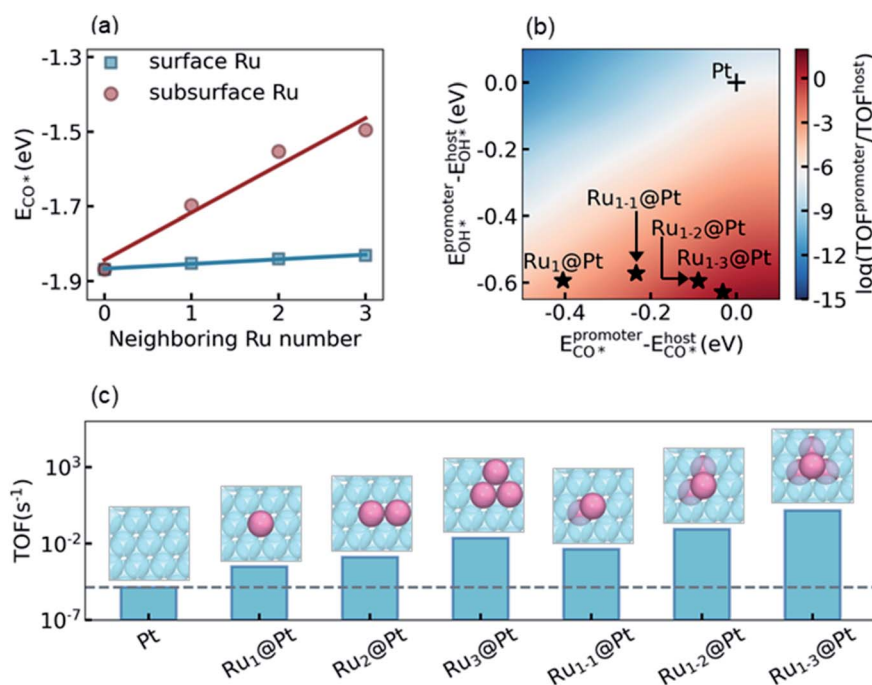 (a)
-1.3
-1.5
-1.7
-1.9
E_CO* (eV)
surface Ru
subsurface Ru
0 1 2 3
Neighboring Ru number
(b)
0.0
-0.2
-0.4
-0.6
E_OH*^promoter-E_OH*^host (eV)
Pt
Ru₁₋₁@Pt
Ru₁₋₂@Pt
Ru₁@Pt
Ru₁₋₃@Pt
-0.4 -0.2 0.0
E_CO*^promoter-E_CO*^host (eV)
0
-3
-6
-9
-12
-15
log(TOF^promoter/TOF^host)
(c)
10³
10⁻²
10⁻⁷
TOF(s⁻¹)
Pt Ru₁@Pt Ru₂@Pt Ru₃@Pt Ru₁₋₁@Pt Ru₁₋₂@Pt Ru₁₋₃@Pt